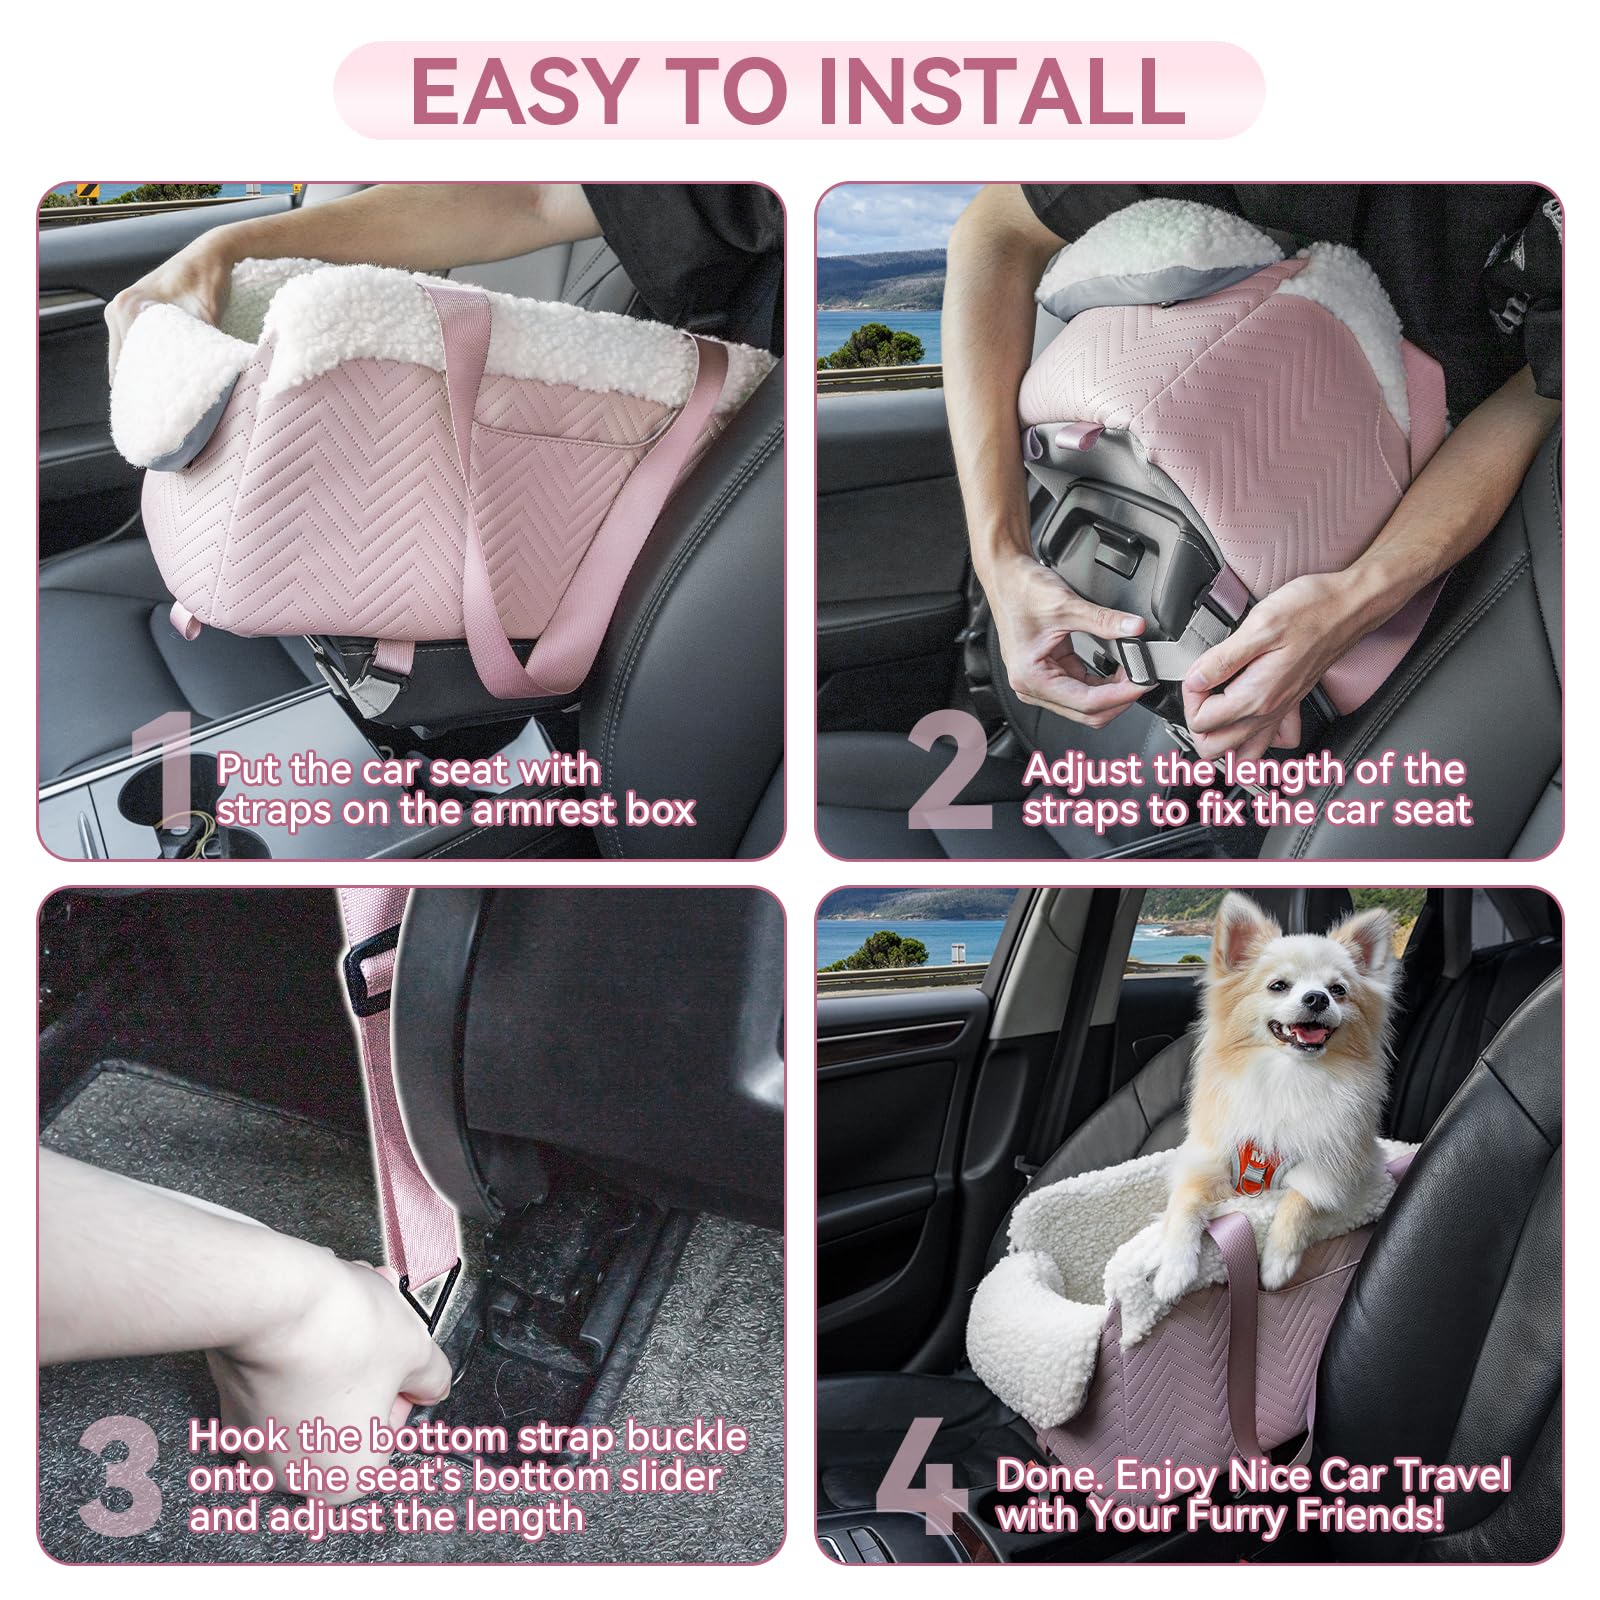 EASY TO INSTALL
1
Put the car seat with
straps on the armrest box
2
Adjust the length of the
straps to fix the car seat
3
Hook the bottom strap buckle
onto the seat's bottom slider
and adjust the length
4
Done. Enjoy Nice Car Travel
with Your Furry Friends!